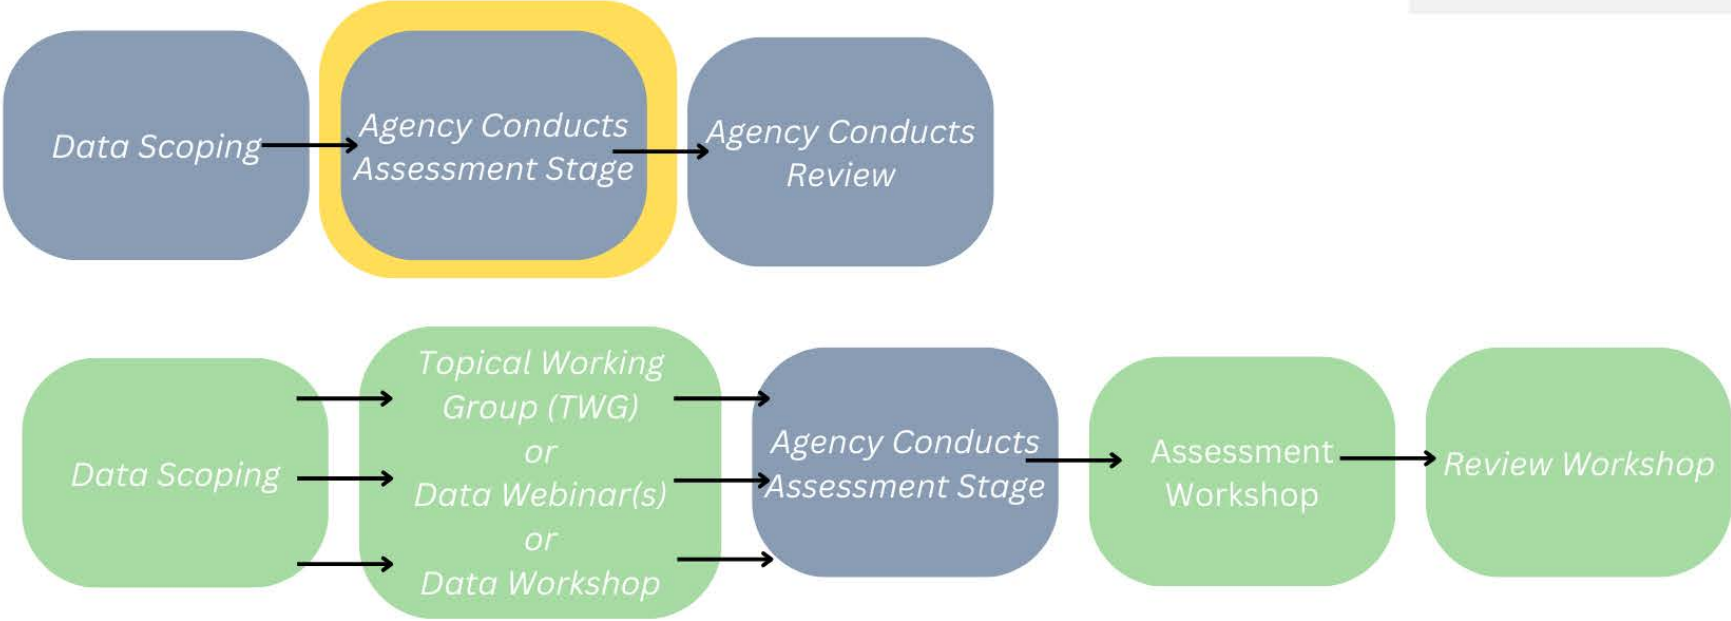 Data Scoping
Agency Conducts
Assessment Stage
Agency Conducts
Review
Data Scoping
Topical Working
Group (TWG)
or
Data Webinar(s)
or
Data Workshop
Agency Conducts
Assessment Stage
Assessment
Workshop
Review Workshop